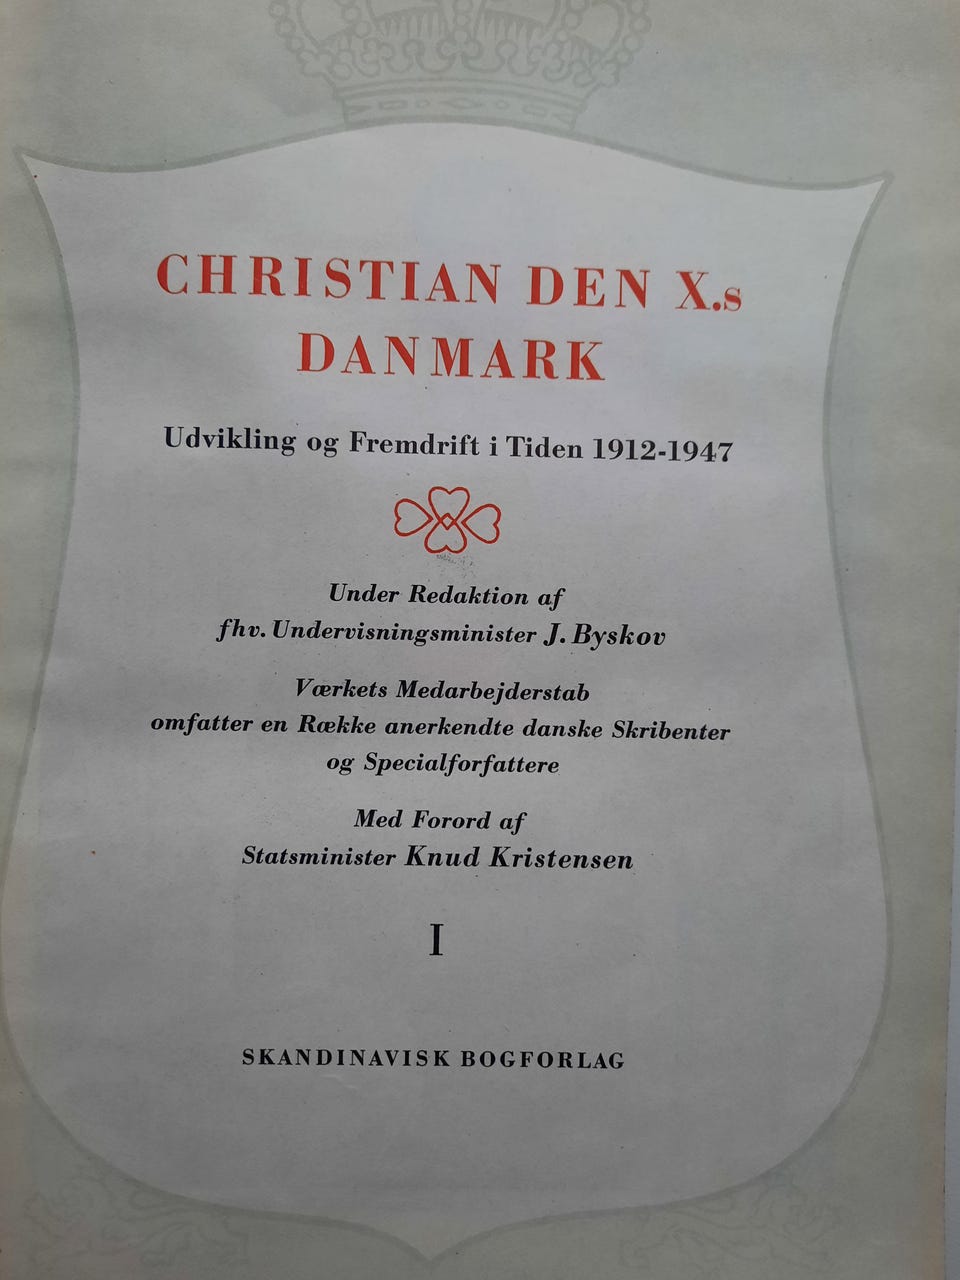 CHRISTIAN DEN X.s
DANMARK
Udvikling og Fremdrift i Tiden 1912-1947
Under Redaktion af
fhv. Undervisningsminister J. Byskov
Værkets Medarbejderstab
omfatter en Række anerkendte danske Skribenter
og Specialforfattere
Med Forord af
Statsminister Knud Kristensen
I
SKANDINAVISK BOGFORLAG